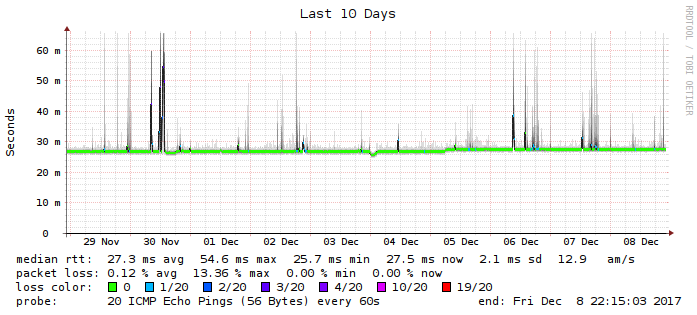 Last 10 Days
RRDTOOL / TOBI OETIKER
Seconds
60 m
50 m
40 m
30 m
20 m
10 m
0
29 Nov 30 Nov 01 Dec 02 Dec 03 Dec 04 Dec 05 Dec 06 Dec 07 Dec 08 Dec
median rtt: 27.3 ms avg 54.6 ms max 25.7 ms min 27.5 ms now 2.1 ms sd 12.9 am/s
packet loss: 0.12 % avg 13.36 % max 0.00 % min 0.00 % now
loss color: 0 1/20 2/20 3/20 4/20 10/20 19/20
probe: 20 ICMP Echo Pings (56 Bytes) every 60s end: Fri Dec 8 22:15:03 2017